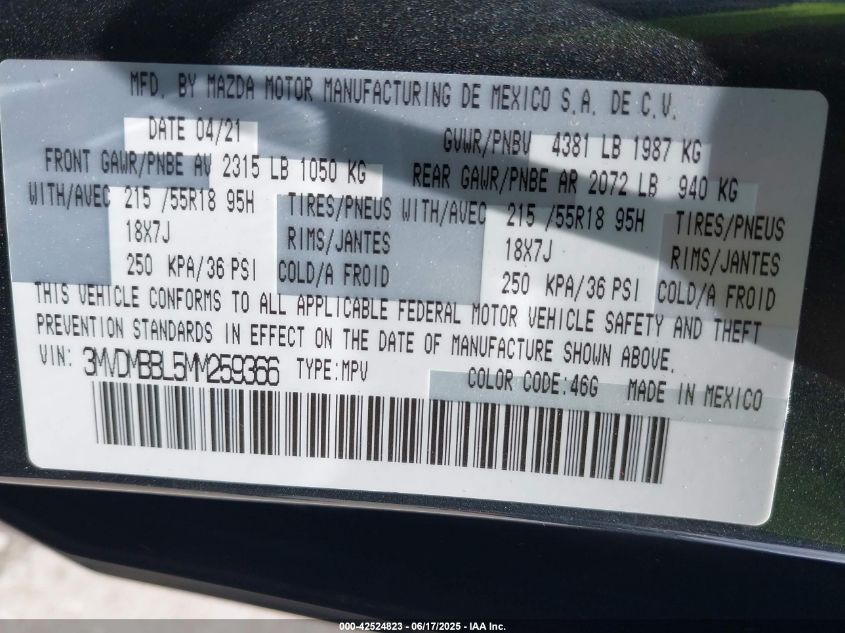 MFD. BY MAZDA MOTOR MANUFACTURING DE MEXICO S.A. DE C.V.
DATE 04/21 GVWR/PNBV 4381 LB 1987 KG
FRONT GAWR/PNBE AV 2315 LB 1050 KG REAR GAWR/PNBE AR 2072 LB 940 KG
WITH/AVEC 215 /55R18 95H TIRES/PNEUS WITH/AVEC 215 /55R18 95H TIRES/PNEUS
18X7J RIMS/JANTES 18X7J RIMS/JANTES
250 KPA/36 PSI COLD/A FROID 250 KPA/36 PSI COLD/A FROID
THIS VEHICLE CONFORMS TO ALL APPLICABLE FEDERAL MOTOR VEHICLE SAFETY AND THEFT
PREVENTION STANDARDS IN EFFECT ON THE DATE OF MANUFACTURE SHOWN ABOVE.
VIN: 3MVDMBBL5MM259366 TYPE:MPV COLOR CODE:46G MADE IN MEXICO
000-42524823 - 06/17/2025 - IAA Inc.